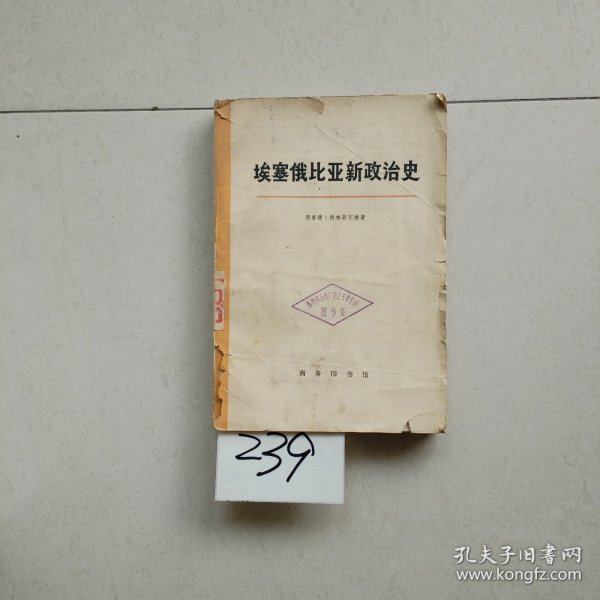 埃塞俄比亚新政治史
理查德·格林菲尔德著
图书室
商务印书馆
239
孔夫子旧书网
www.kongfz.com